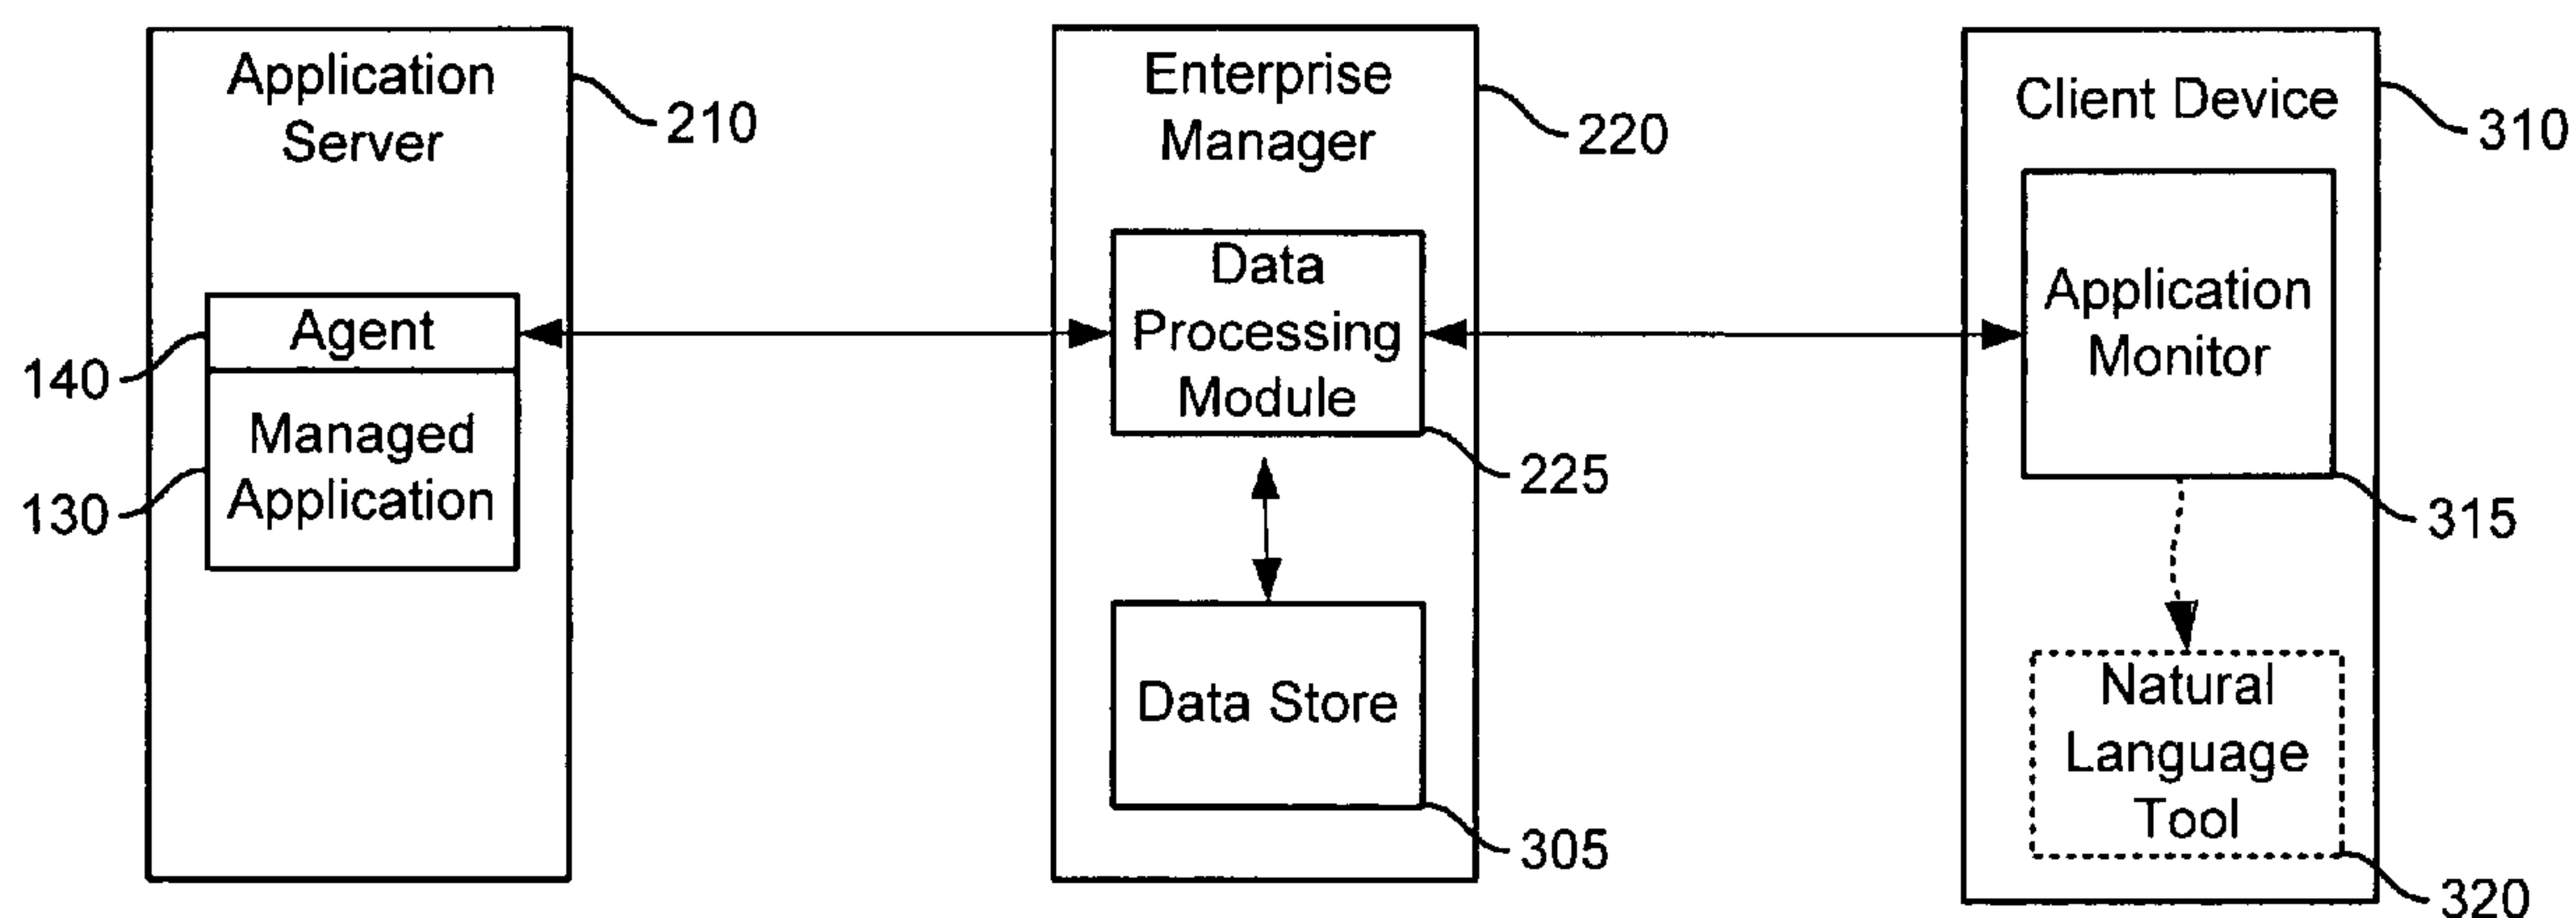 Application
Server
210
Agent
140
Managed
Application
130
Enterprise
Manager
220
Data
Processing
Module
225
Data Store
305
Client Device
310
Application
Monitor
315
Natural
Language
Tool
320